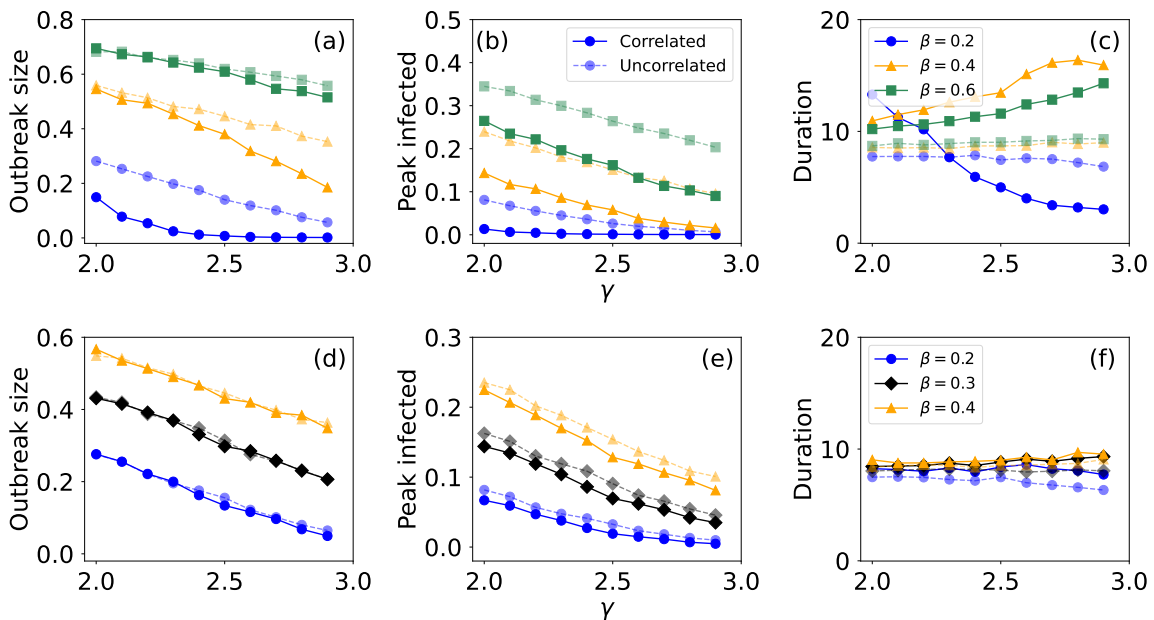 0.8
0.6
0.4
0.2
0.0
Outbreak size
(a)
2.0
2.5
3.0
0.5
0.4
0.3
0.2
0.1
0.0
Peak infected
(b)
Correlated
Uncorrelated
2.0
2.5
3.0
γ
20
10
0
Duration
(c)
β = 0.2
β = 0.4
β = 0.6
2.0
2.5
3.0
0.6
0.4
0.2
0.0
Outbreak size
(d)
2.0
2.5
3.0
0.3
0.2
0.1
0.0
Peak infected
(e)
2.0
2.5
3.0
γ
20
10
0
Duration
(f)
β = 0.2
β = 0.3
β = 0.4
2.0
2.5
3.0